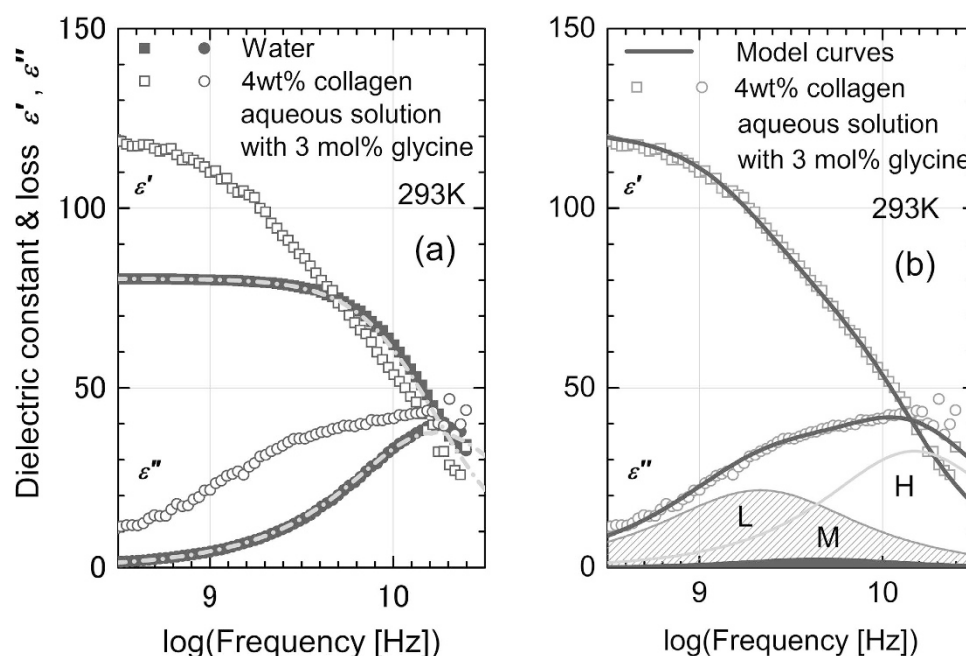 Dielectric constant & loss ε' , ε"
150
100
50
0
Water
4wt% collagen
aqueous solution
with 3 mol% glycine
ε'
293K
(a)
ε"
9
10
log(Frequency [Hz])
150
100
50
0
Model curves
4wt% collagen
aqueous solution
with 3 mol% glycine
ε'
293K
(b)
ε"
L
M
H
9
10
log(Frequency [Hz])